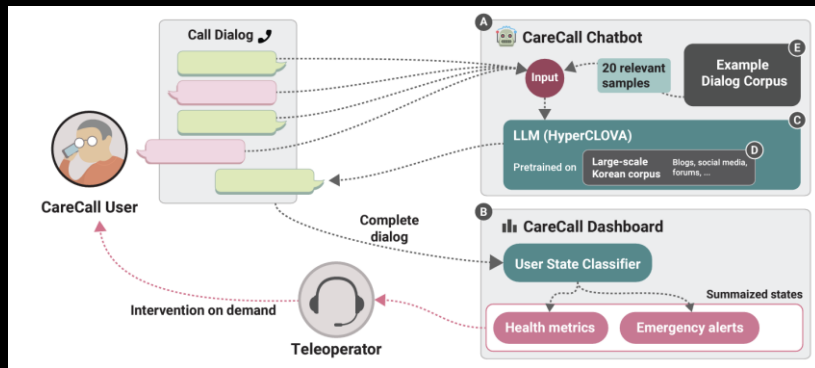 Call Dialog
A
CareCall Chatbot
Input
20 relevant
samples
E
Example
Dialog Corpus
C
LLM (HyperCLOVA)
Pretrained on
D
Large-scale
Korean corpus
Blogs, social media,
forums, ...
CareCall User
Complete
dialog
B
CareCall Dashboard
User State Classifier
Summaized states
Health metrics
Emergency alerts
Intervention on demand
Teleoperator